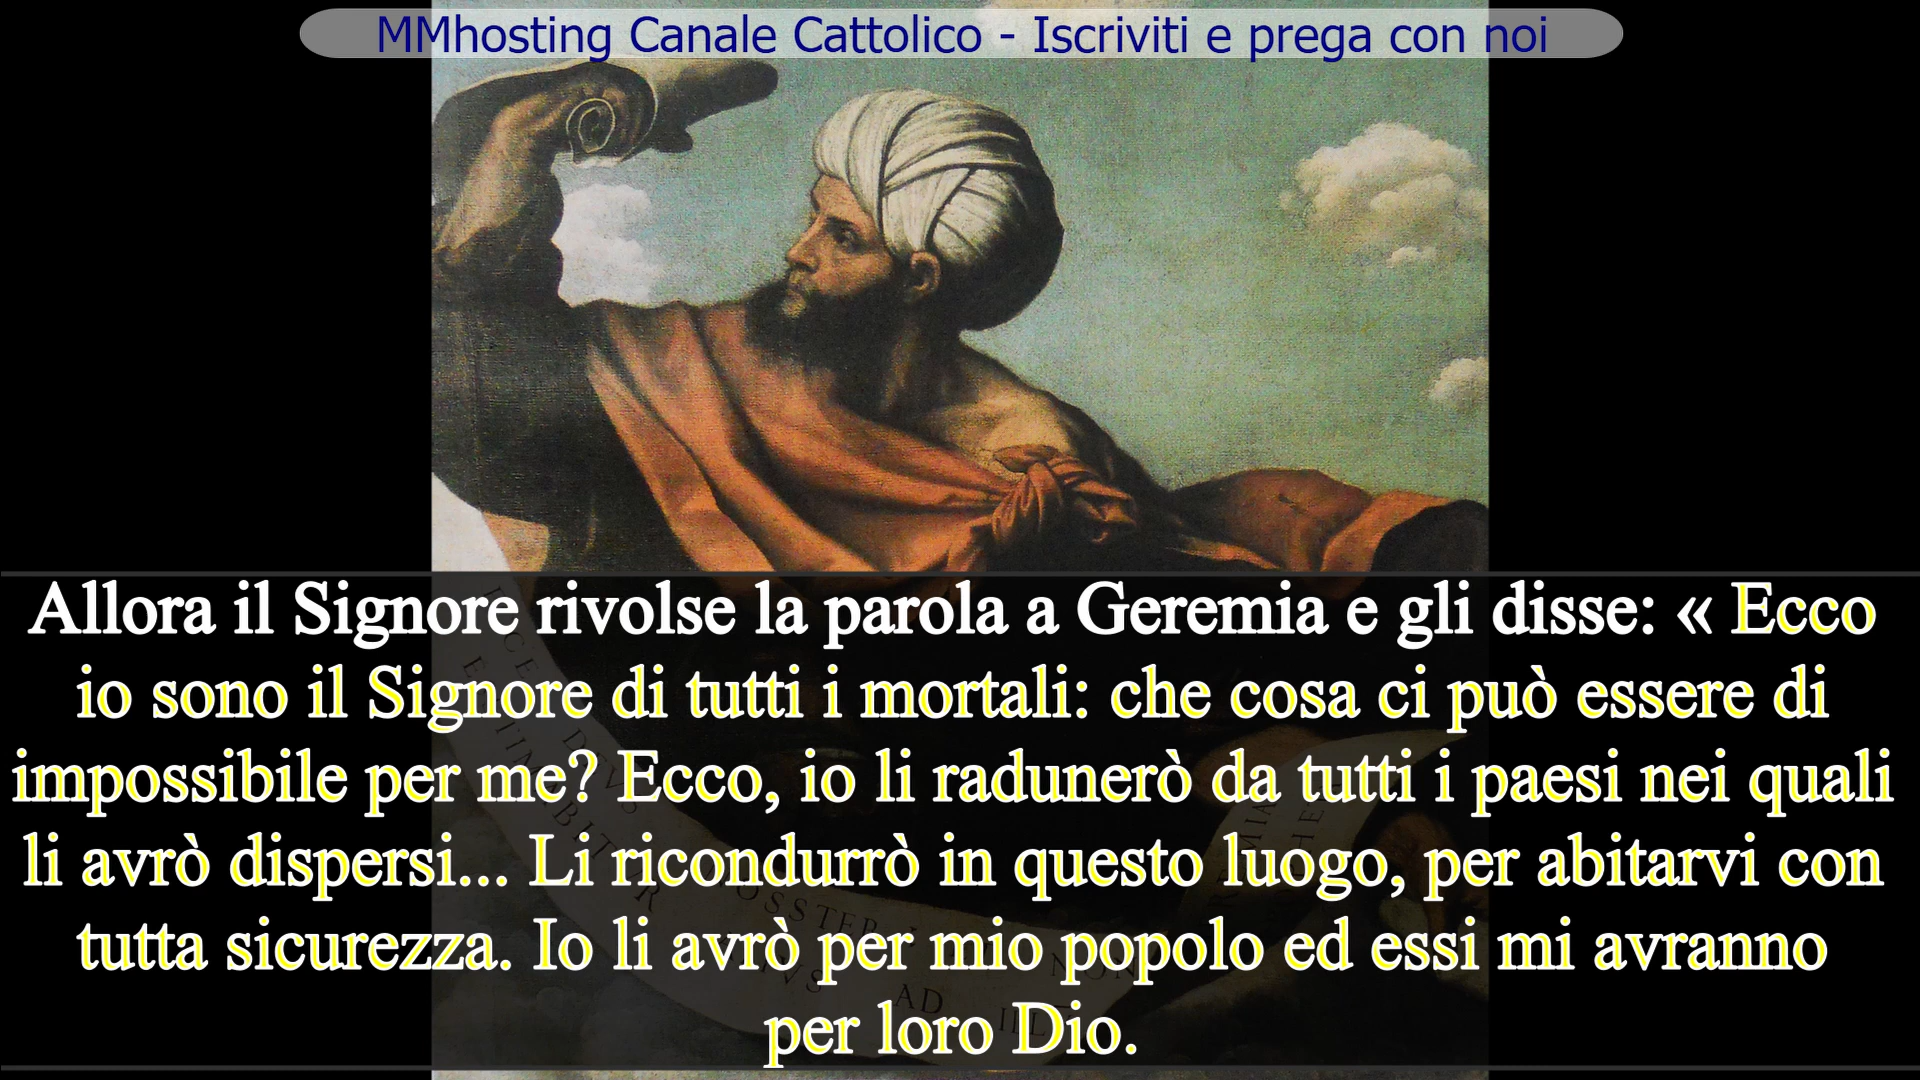 MMhosting Canale Cattolico - Iscriviti e prega con noi
Allora il Signore rivolse la parola a Geremia e gli disse: « Ecco
io sono il Signore di tutti i mortali: che cosa ci può essere di
impossibile per me? Ecco, io li radunerò da tutti i paesi nei quali
li avrò dispersi... Li ricondurrò in questo luogo, per abitarvi con
tutta sicurezza. Io li avrò per mio popolo ed essi mi avranno
per loro Dio.
AD